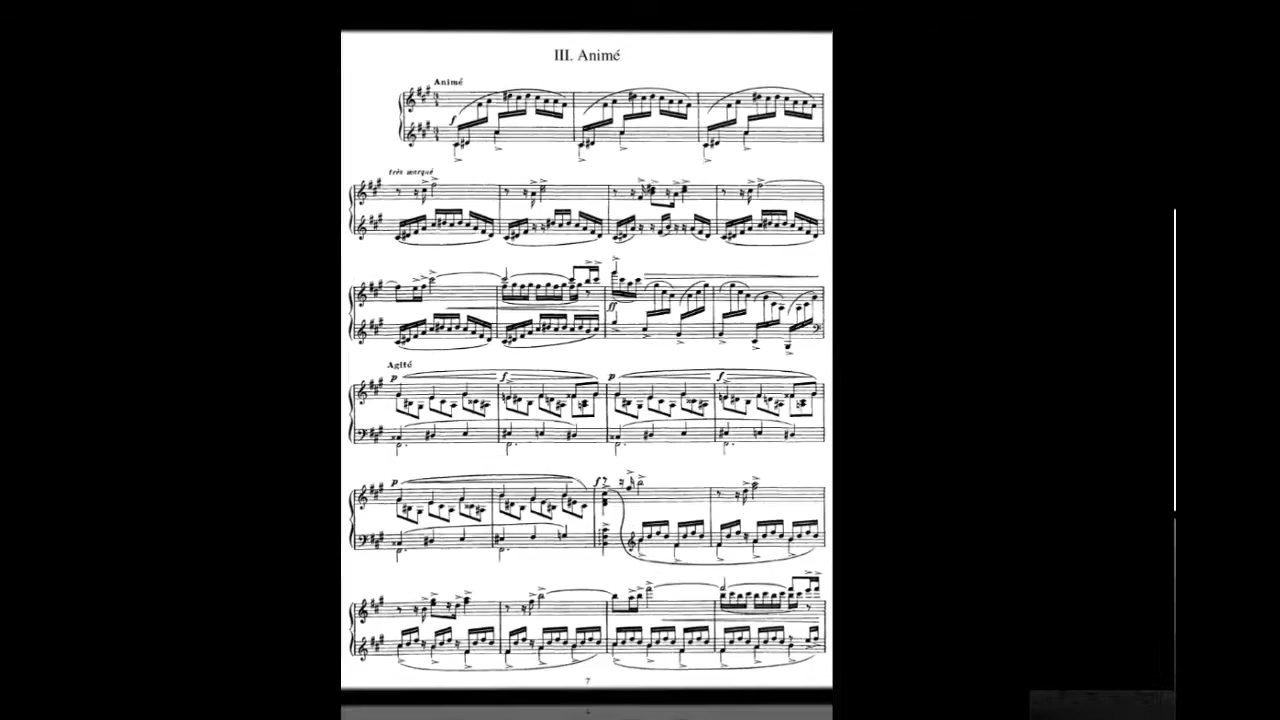 III. Animé
Animé
f
très marqué
ff
Agité
p f p f
p f
7